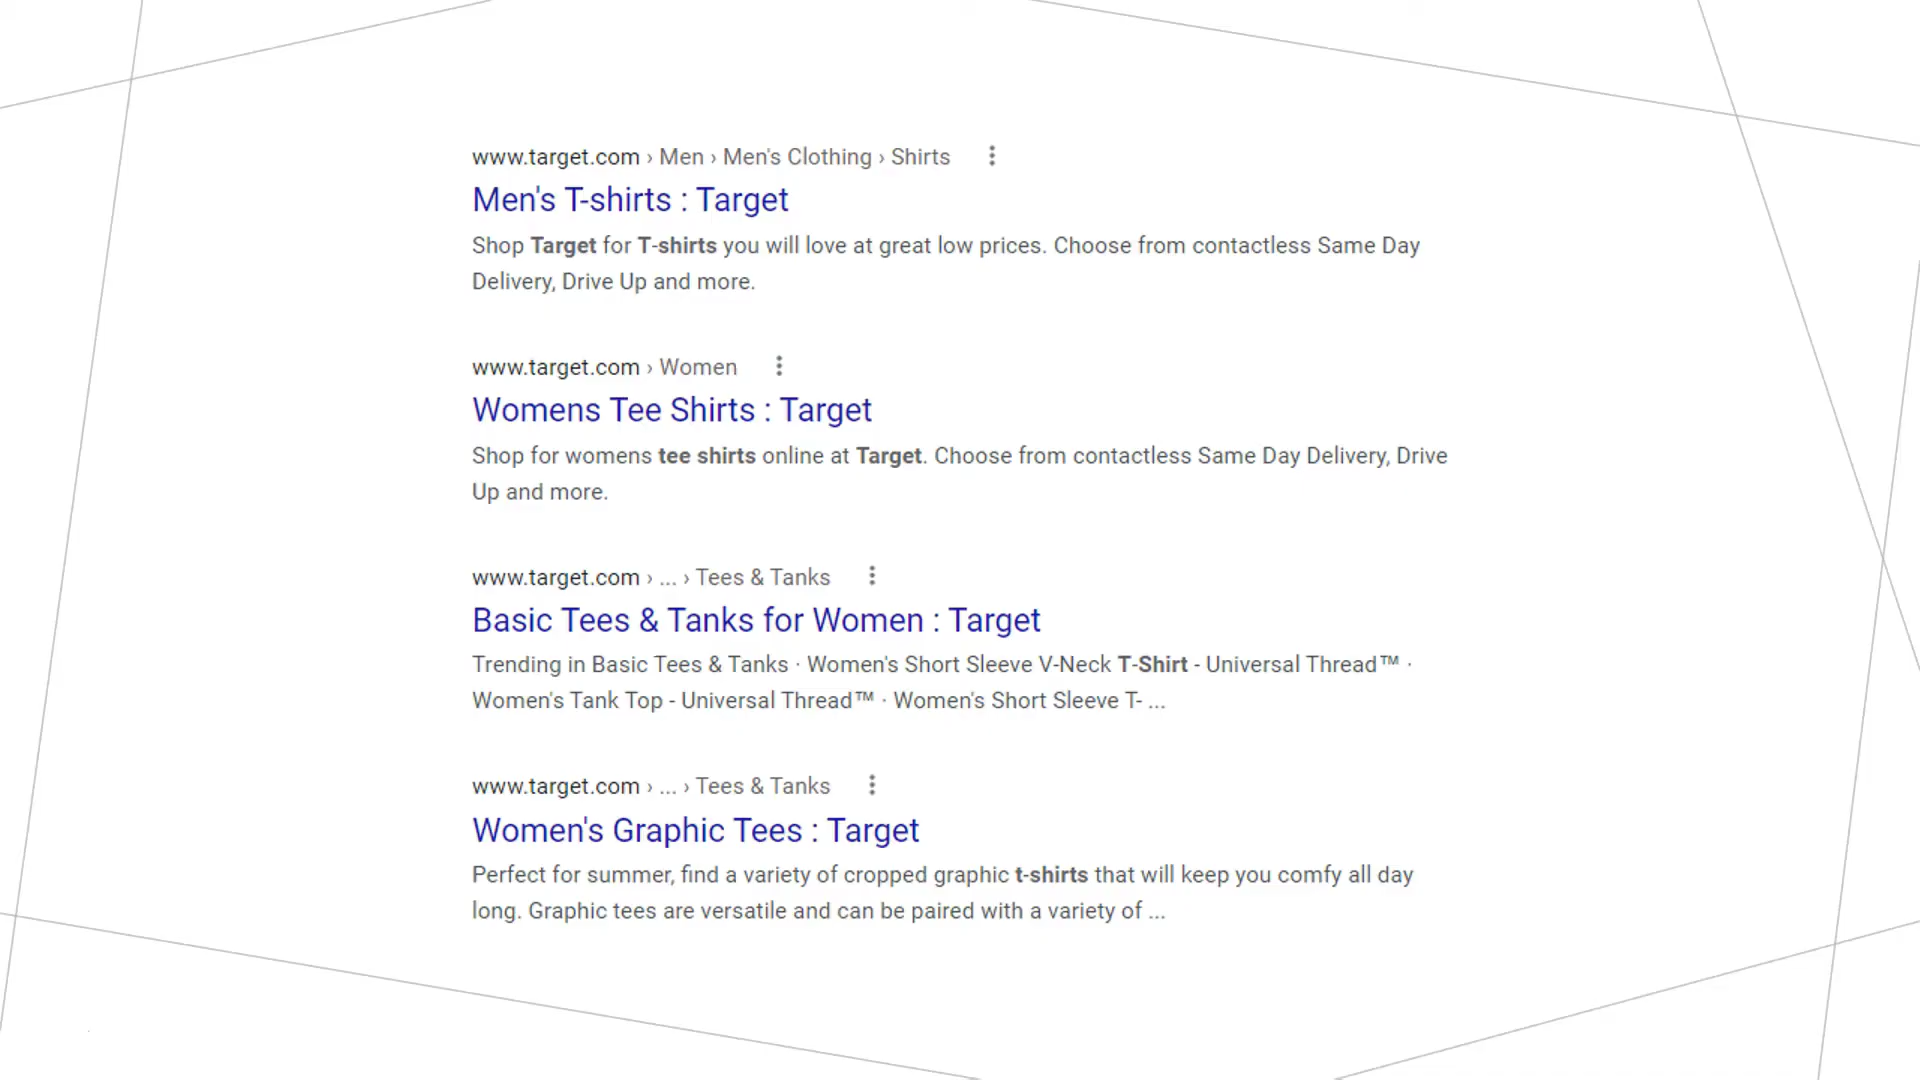 www.target.com › Men › Men's Clothing › Shirts
Men's T-shirts : Target
Shop Target for T-shirts you will love at great low prices. Choose from contactless Same Day
Delivery, Drive Up and more.
www.target.com › Women
Womens Tee Shirts : Target
Shop for womens tee shirts online at Target. Choose from contactless Same Day Delivery, Drive
Up and more.
www.target.com › ... › Tees & Tanks
Basic Tees & Tanks for Women : Target
Trending in Basic Tees & Tanks · Women's Short Sleeve V-Neck T-Shirt - Universal Thread™ ·
Women's Tank Top - Universal Thread™ · Women's Short Sleeve T- ...
www.target.com › ... › Tees & Tanks
Women's Graphic Tees : Target
Perfect for summer, find a variety of cropped graphic t-shirts that will keep you comfy all day
long. Graphic tees are versatile and can be paired with a variety of ...